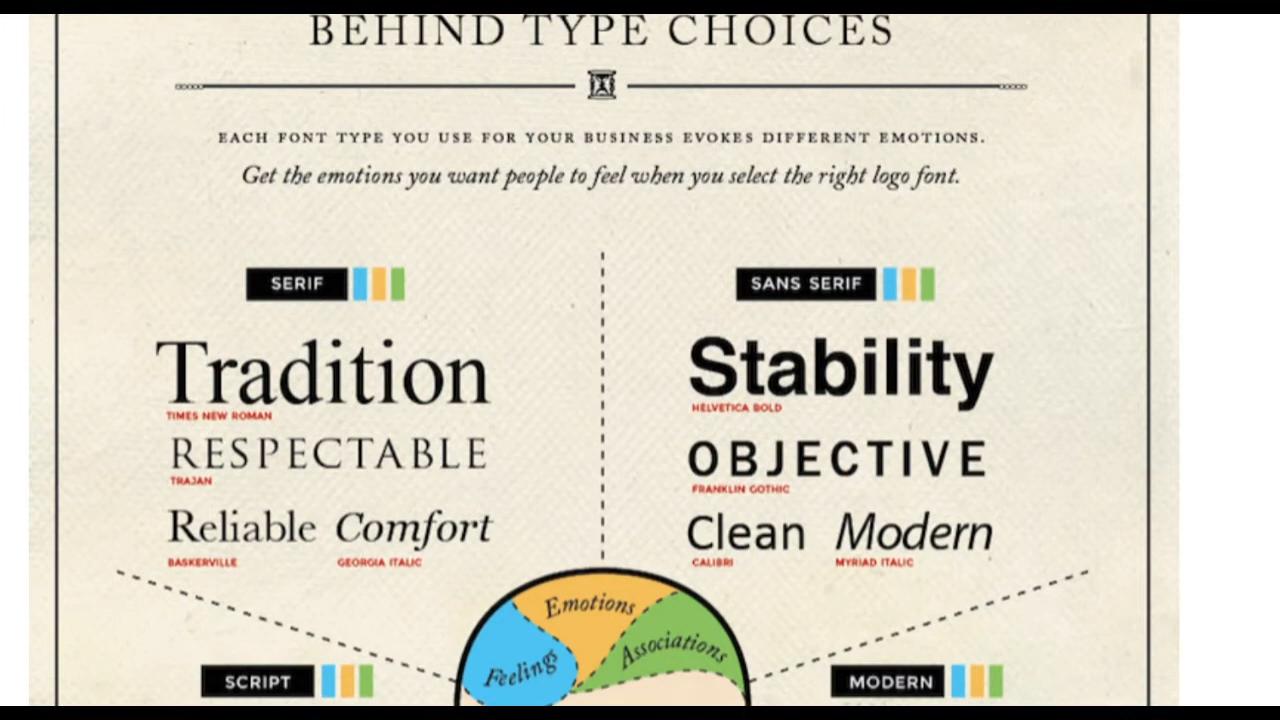 BEHIND TYPE CHOICES
EACH FONT TYPE YOU USE FOR YOUR BUSINESS EVOKES DIFFERENT EMOTIONS.
Get the emotions you want people to feel when you select the right logo font.
SERIF
Tradition
TIMES NEW ROMAN
RESPECTABLE
TRAJAN
Reliable Comfort
BASKERVILLE GEORGIA ITALIC
SANS SERIF
Stability
HELVETICA BOLD
OBJECTIVE
FRANKLIN GOTHIC
Clean Modern
CALIBRI MYRIAD ITALIC
Emotions
Feelings
Associations
SCRIPT
MODERN